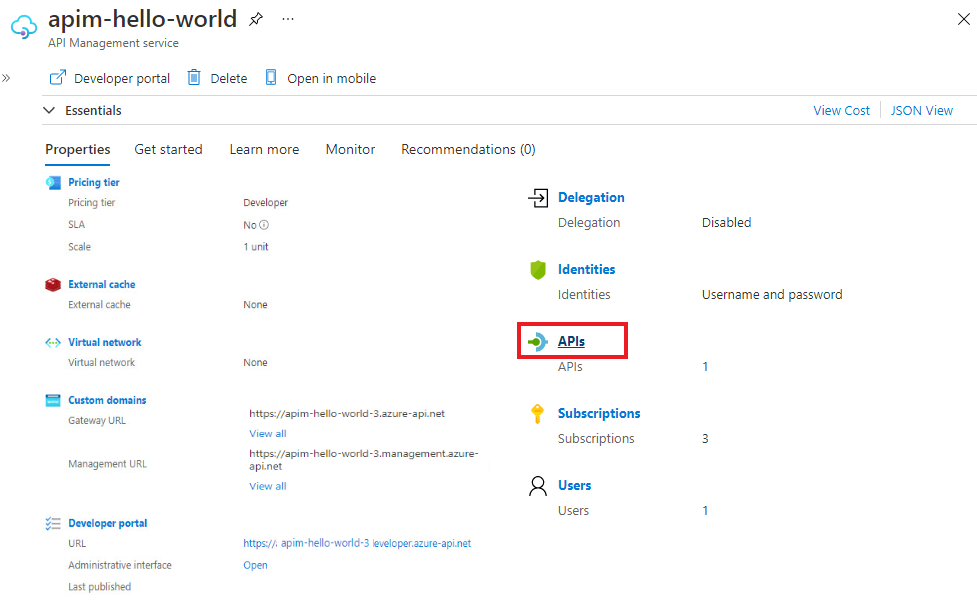 apim-hello-world
API Management service
Developer portal Delete Open in mobile
Essentials
View Cost JSON View
Properties Get started Learn more Monitor Recommendations (0)
Pricing tier
Pricing tier Developer
SLA No
Scale 1 unit
External cache
External cache None
Virtual network
Virtual network None
Custom domains
Gateway URL https://apim-hello-world-3.azure-api.net
View all
Management URL https://apim-hello-world-3.management.azure-
api.net
View all
Developer portal
URL https:/. apim-hello-world-3 leveloper.azure-api.net
Administrative interface Open
Last published
Delegation
Delegation Disabled
Identities
Identities Username and password
APIs
APIs 1
Subscriptions
Subscriptions 3
Users
Users 1